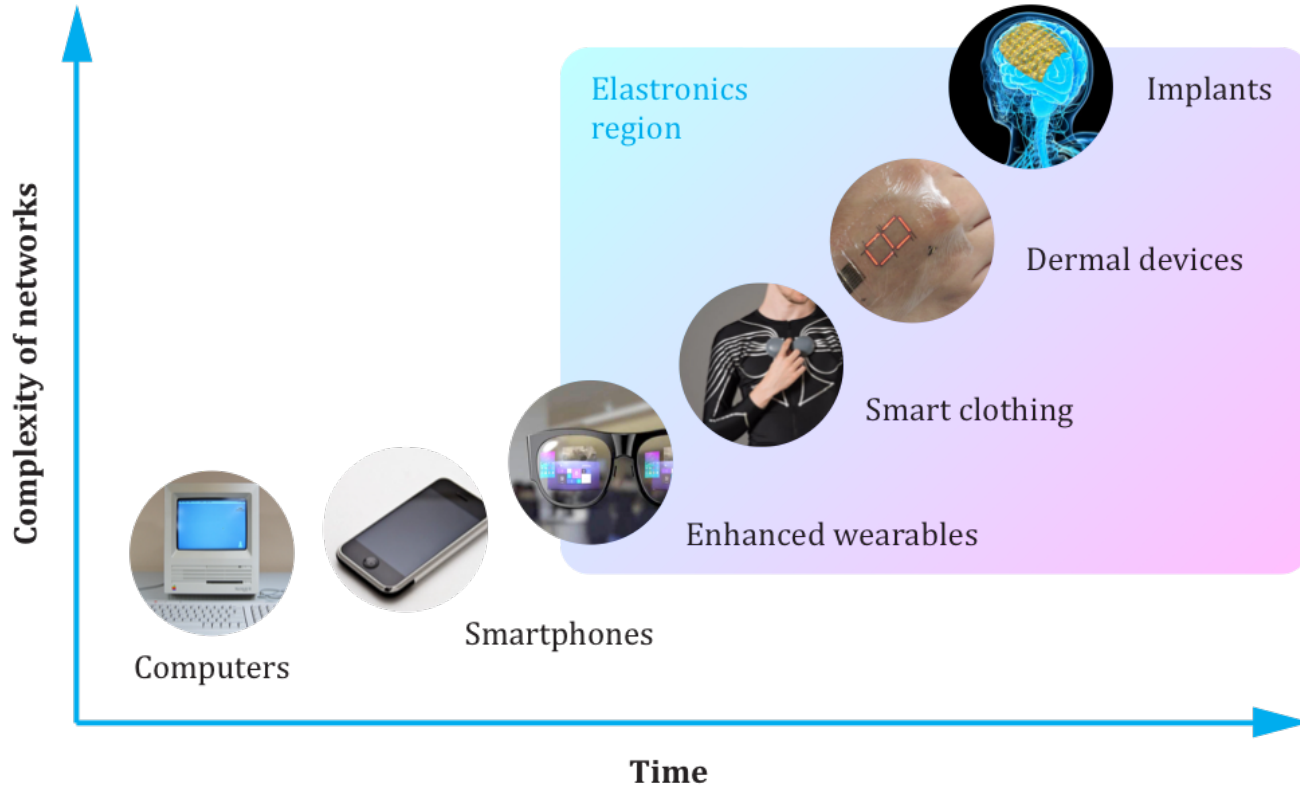 Elastronics
region
Implants
Dermal devices
Smart clothing
Enhanced wearables
Smartphones
Computers
Complexity of networks
Time